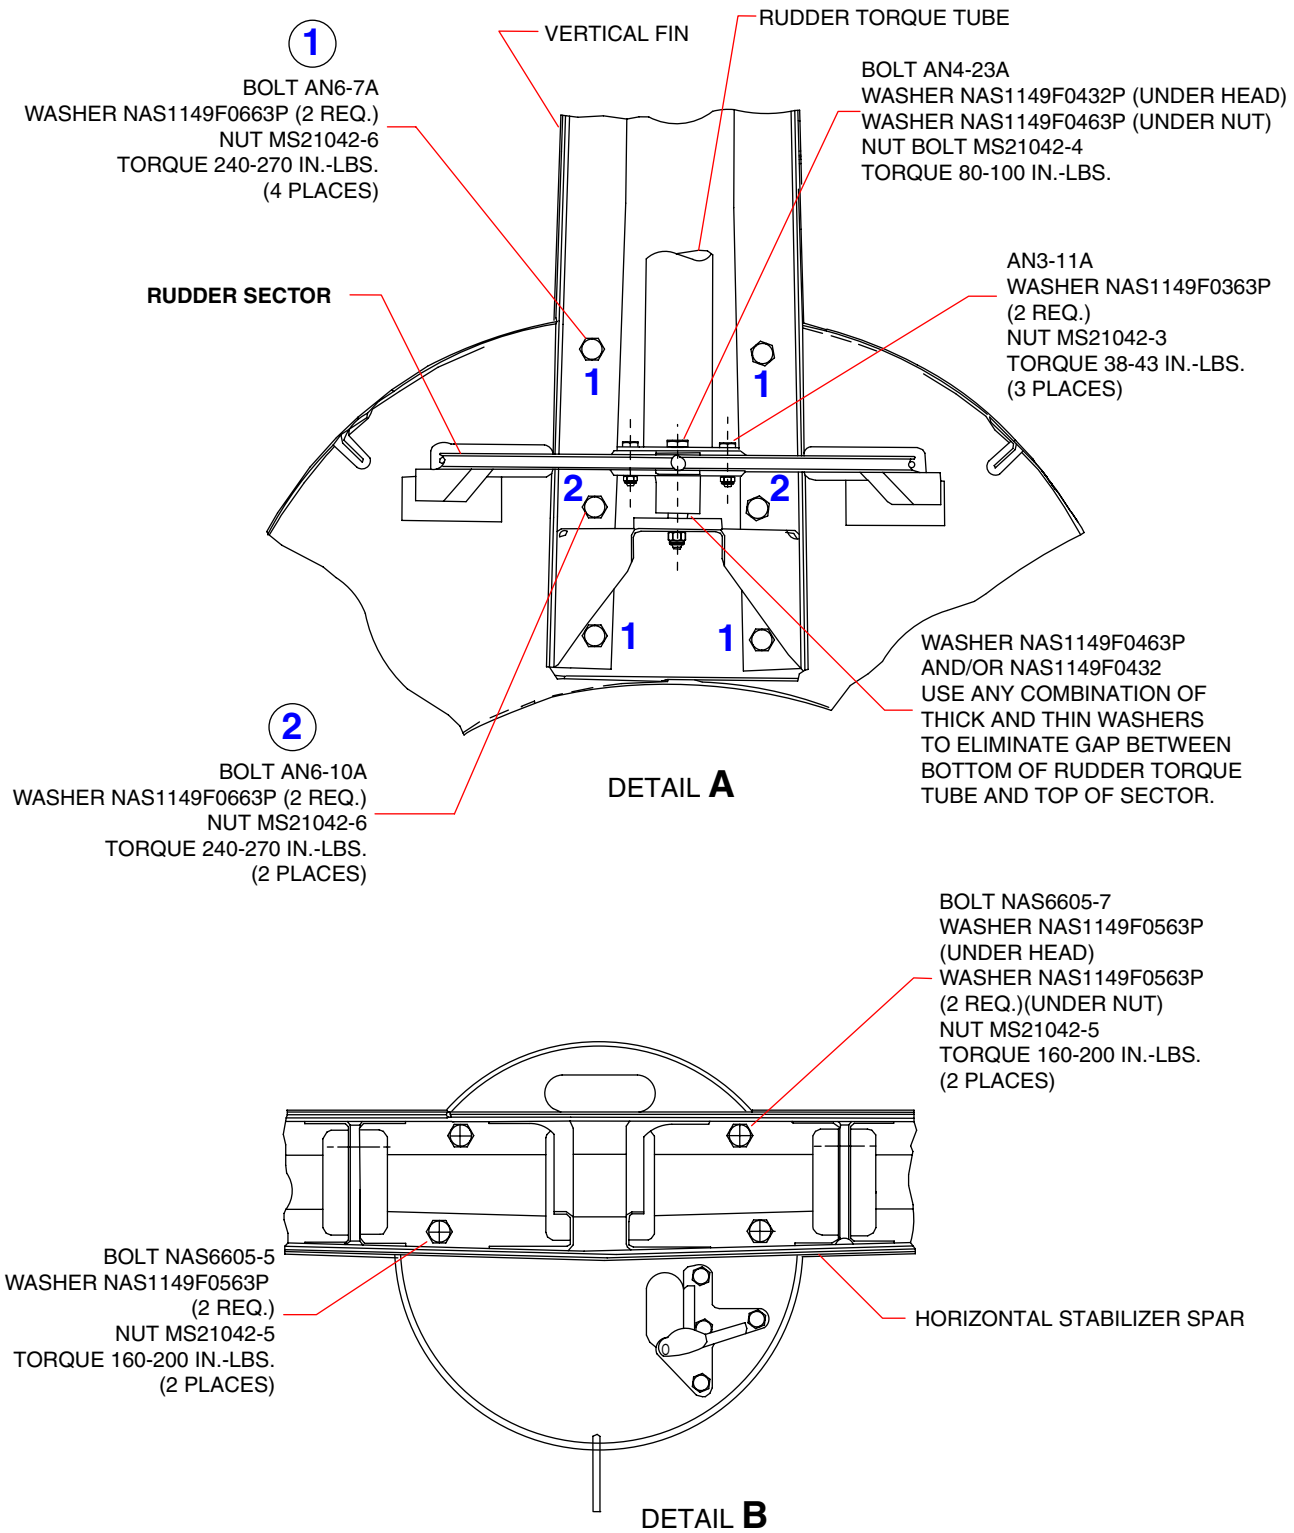 1
BOLT AN6-7A
WASHER NAS1149F0663P (2 REQ.)
NUT MS21042-6
TORQUE 240-270 IN.-LBS.
(4 PLACES)
VERTICAL FIN
RUDDER TORQUE TUBE
BOLT AN4-23A
WASHER NAS1149F0432P (UNDER HEAD)
WASHER NAS1149F0463P (UNDER NUT)
NUT BOLT MS21042-4
TORQUE 80-100 IN.-LBS.
RUDDER SECTOR
AN3-11A
WASHER NAS1149F0363P
(2 REQ.)
NUT MS21042-3
TORQUE 38-43 IN.-LBS.
(3 PLACES)
1
1
2
2
1
1
WASHER NAS1149F0463P
AND/OR NAS1149F0432
USE ANY COMBINATION OF
THICK AND THIN WASHERS
TO ELIMINATE GAP BETWEEN
BOTTOM OF RUDDER TORQUE
TUBE AND TOP OF SECTOR.
2
BOLT AN6-10A
WASHER NAS1149F0663P (2 REQ.)
NUT MS21042-6
TORQUE 240-270 IN.-LBS.
(2 PLACES)
DETAIL A
BOLT NAS6605-7
WASHER NAS1149F0563P
(UNDER HEAD)
WASHER NAS1149F0563P
(2 REQ.)(UNDER NUT)
NUT MS21042-5
TORQUE 160-200 IN.-LBS.
(2 PLACES)
BOLT NAS6605-5
WASHER NAS1149F0563P
(2 REQ.)
NUT MS21042-5
TORQUE 160-200 IN.-LBS.
(2 PLACES)
HORIZONTAL STABILIZER SPAR
DETAIL B